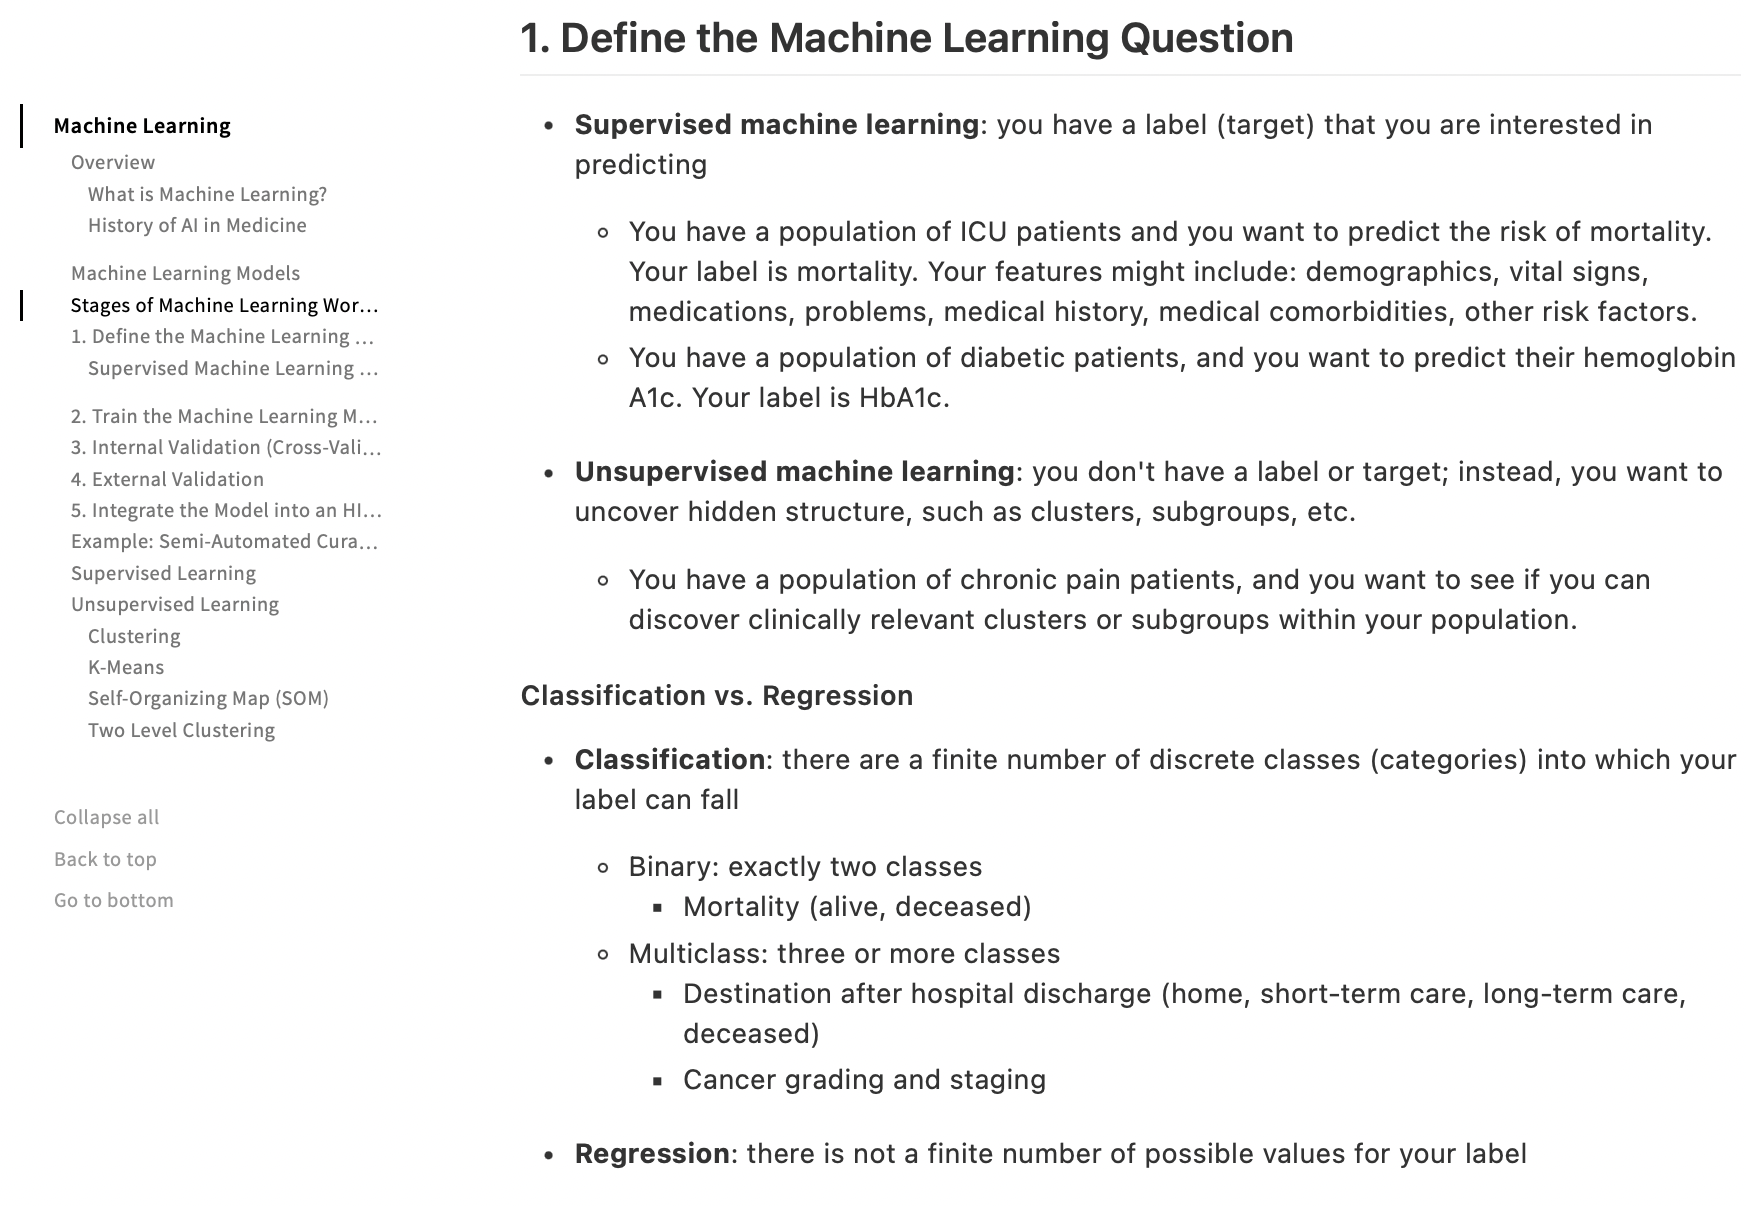 Machine Learning
Overview
What is Machine Learning?
History of AI in Medicine
Machine Learning Models
Stages of Machine Learning Wor...
1. Define the Machine Learning ...
Supervised Machine Learning ...
2. Train the Machine Learning M...
3. Internal Validation (Cross-Vali...
4. External Validation
5. Integrate the Model into an HI...
Example: Semi-Automated Cura...
Supervised Learning
Unsupervised Learning
Clustering
K-Means
Self-Organizing Map (SOM)
Two Level Clustering
Collapse all
Back to top
Go to bottom
1. Define the Machine Learning Question
• Supervised machine learning: you have a label (target) that you are interested in
predicting
◦ You have a population of ICU patients and you want to predict the risk of mortality.
Your label is mortality. Your features might include: demographics, vital signs,
medications, problems, medical history, medical comorbidities, other risk factors.
◦ You have a population of diabetic patients, and you want to predict their hemoglobin
A1c. Your label is HbA1c.
• Unsupervised machine learning: you don't have a label or target; instead, you want to
uncover hidden structure, such as clusters, subgroups, etc.
◦ You have a population of chronic pain patients, and you want to see if you can
discover clinically relevant clusters or subgroups within your population.
Classification vs. Regression
• Classification: there are a finite number of discrete classes (categories) into which your
label can fall
◦ Binary: exactly two classes
▪ Mortality (alive, deceased)
◦ Multiclass: three or more classes
▪ Destination after hospital discharge (home, short-term care, long-term care,
deceased)
▪ Cancer grading and staging
• Regression: there is not a finite number of possible values for your label